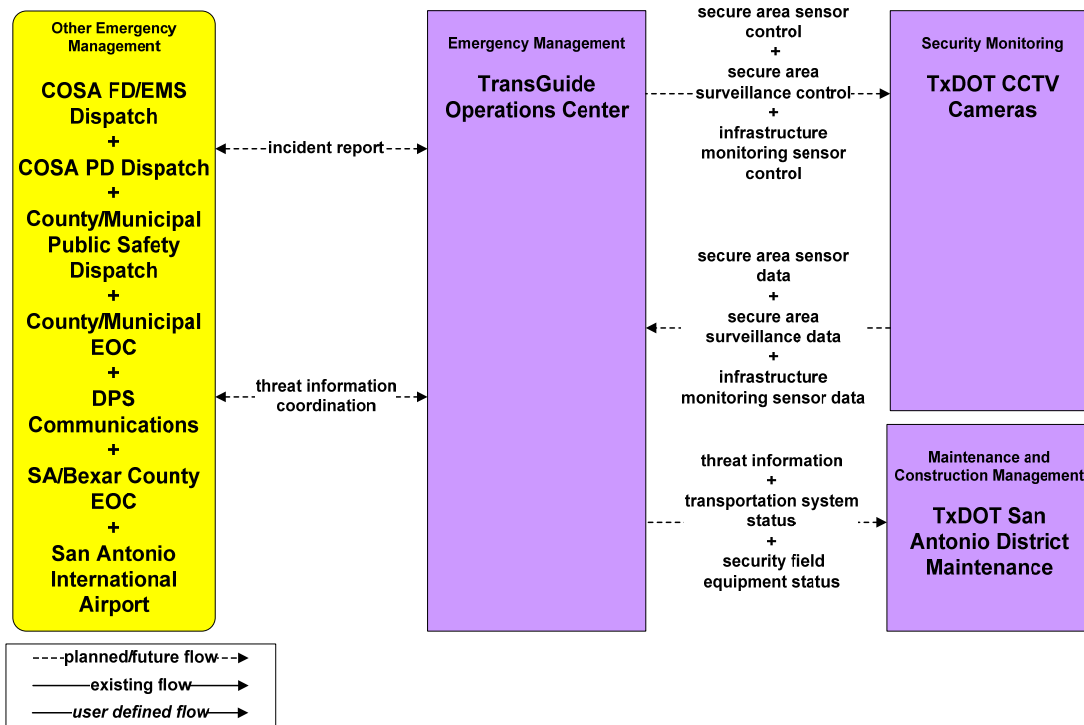 Other Emergency
Management
COSA FD/EMS
Dispatch
+
COSA PD Dispatch
+
County/Municipal
Public Safety
Dispatch
+
County/Municipal
EOC
+
DPS
Communications
+
SA/Bexar County
EOC
+
San Antonio
International
Airport
incident report
threat information
coordination
Emergency Management
TransGuide
Operations Center
secure area sensor
control
+
secure area
surveillance control
+
infrastructure
monitoring sensor
control
secure area sensor
data
+
secure area
surveillance data
+
infrastructure
monitoring sensor data
threat information
+
transportation system
status
+
security field
equipment status
Security Monitoring
TxDOT CCTV
Cameras
Maintenance and
Construction Management
TxDOT San
Antonio District
Maintenance
planned/future flow
existing flow
user defined flow